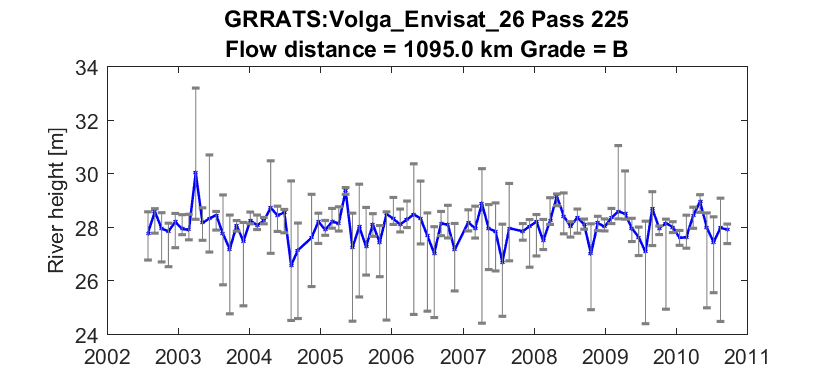 GRRATS:Volga_Envisat_26 Pass 225
Flow distance = 1095.0 km Grade = B
River height [m]
34
32
30
28
26
24
2002 2003 2004 2005 2006 2007 2008 2009 2010 2011